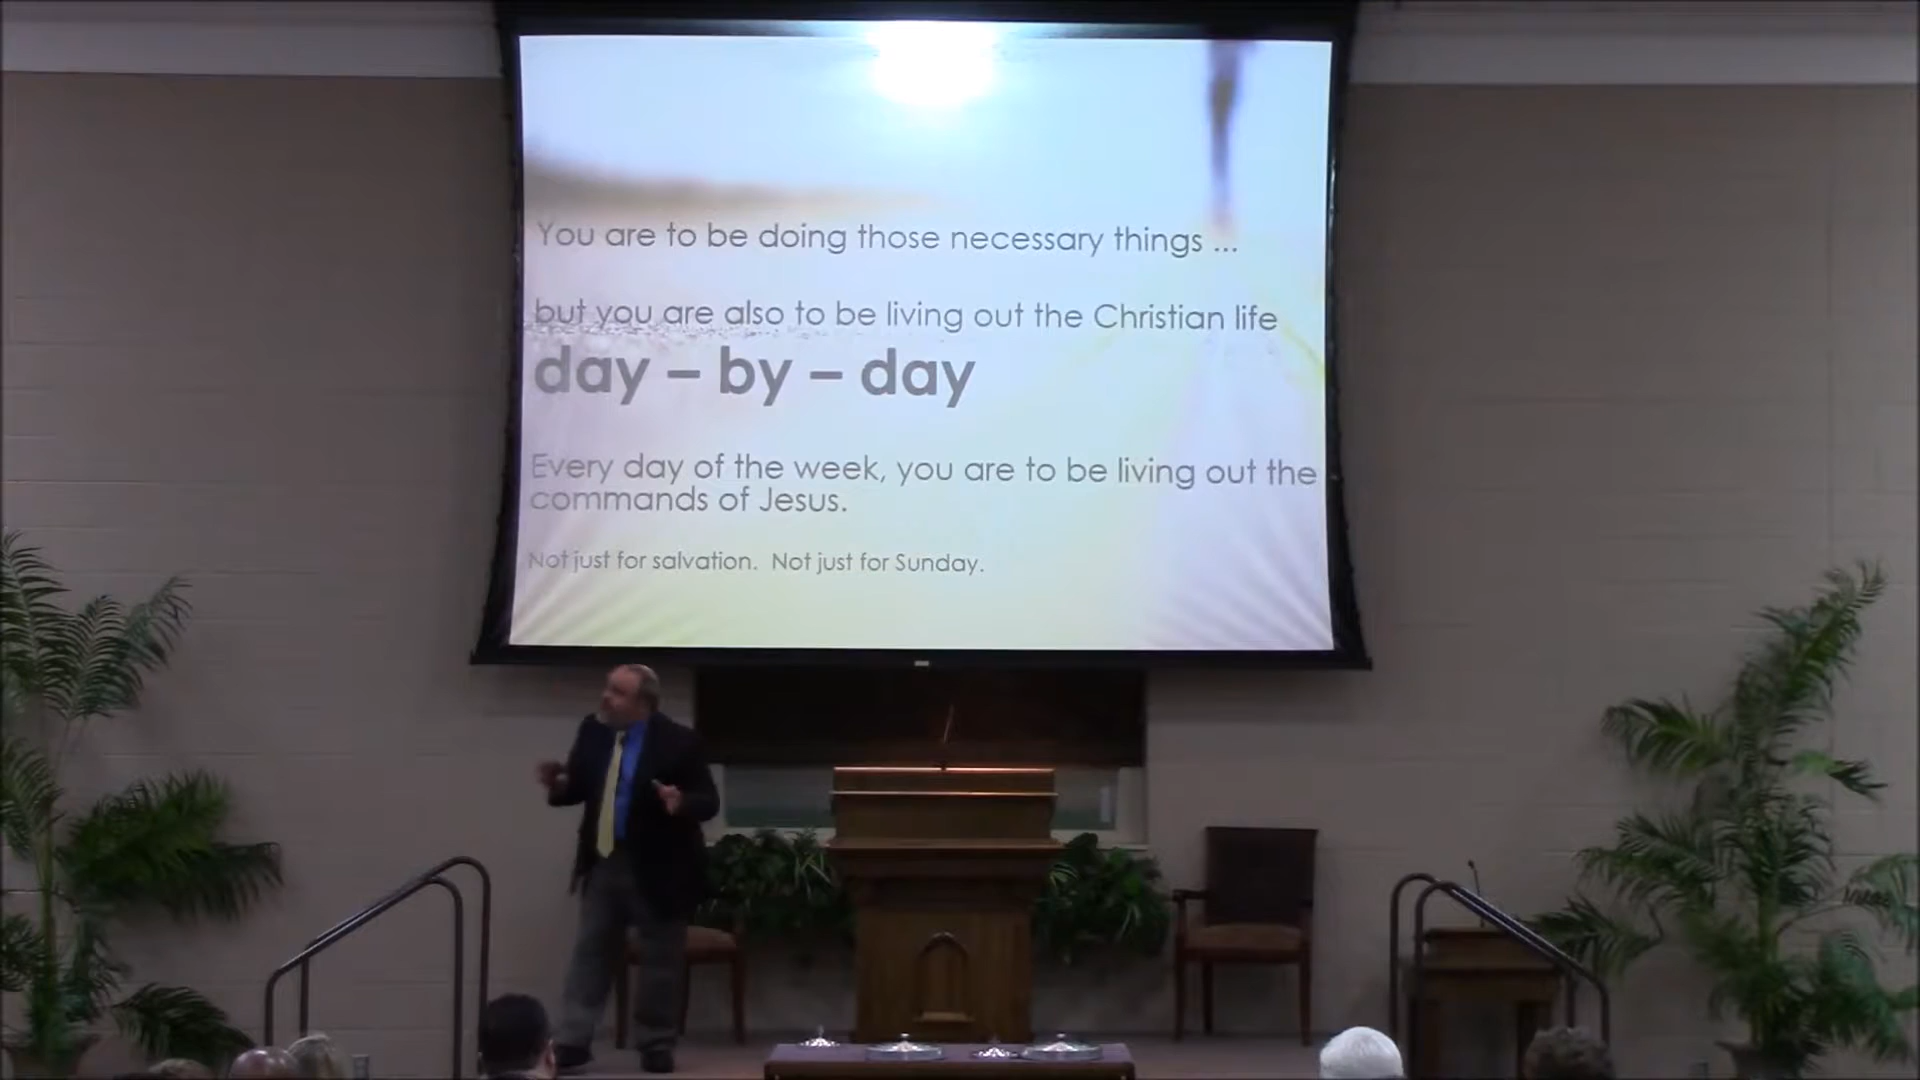 You are to be doing those necessary things ...
but you are also to be living out the Christian life
day – by – day
Every day of the week, you are to be living out the
commands of Jesus.
Not just for salvation.  Not just for Sunday.